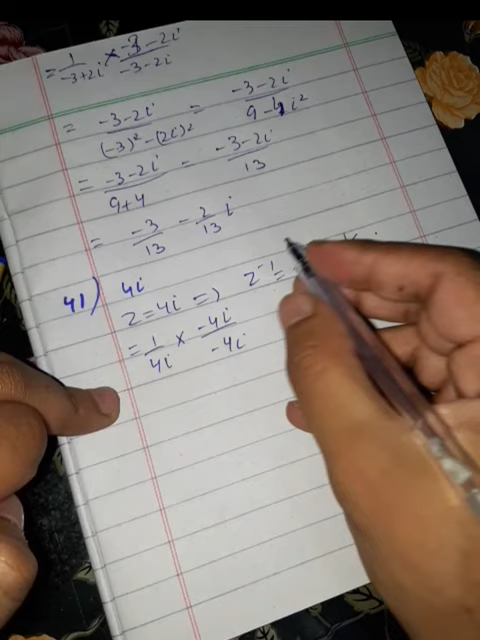 = 1/-3+2i × -3-2i/-3-2i
= -3-2i/(-3)²-(2i)² = -3-2i/9-4i²
= -3-2i/9+4 = -3-2i/13
= -3/13 - 2/13 i
41) 4i
z=4i => z⁻¹ =
= 1/4i × -4i/-4i